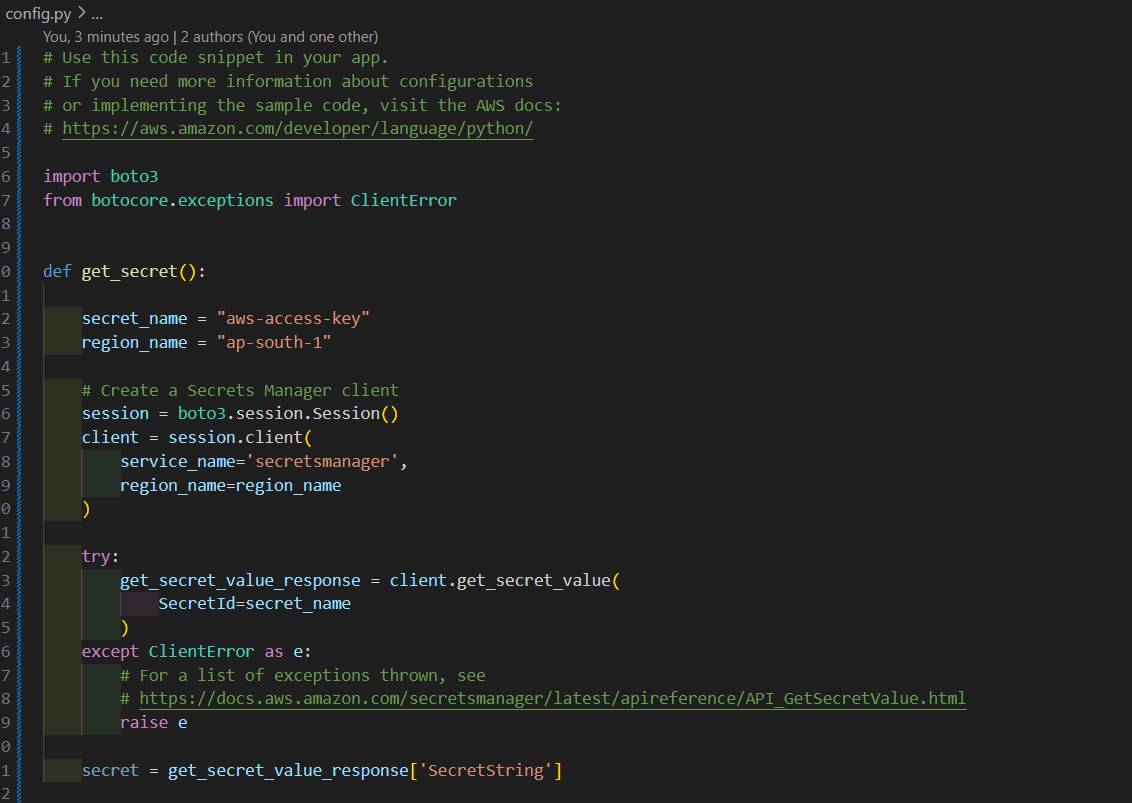 config.py > ...
You, 3 minutes ago | 2 authors (You and one other)
1 # Use this code snippet in your app.
2 # If you need more information about configurations
3 # or implementing the sample code, visit the AWS docs:
4 # https://aws.amazon.com/developer/language/python/
5
6 import boto3
7 from botocore.exceptions import ClientError
8
9
0 def get_secret():
1
2     secret_name = "aws-access-key"
3     region_name = "ap-south-1"
4
5     # Create a Secrets Manager client
6     session = boto3.session.Session()
7     client = session.client(
8         service_name='secretsmanager',
9         region_name=region_name
0     )
1
2     try:
3         get_secret_value_response = client.get_secret_value(
4             SecretId=secret_name
5         )
6     except ClientError as e:
7         # For a list of exceptions thrown, see
8         # https://docs.aws.amazon.com/secretsmanager/latest/apireference/API_GetSecretValue.html
9         raise e
0
1     secret = get_secret_value_response['SecretString']
2